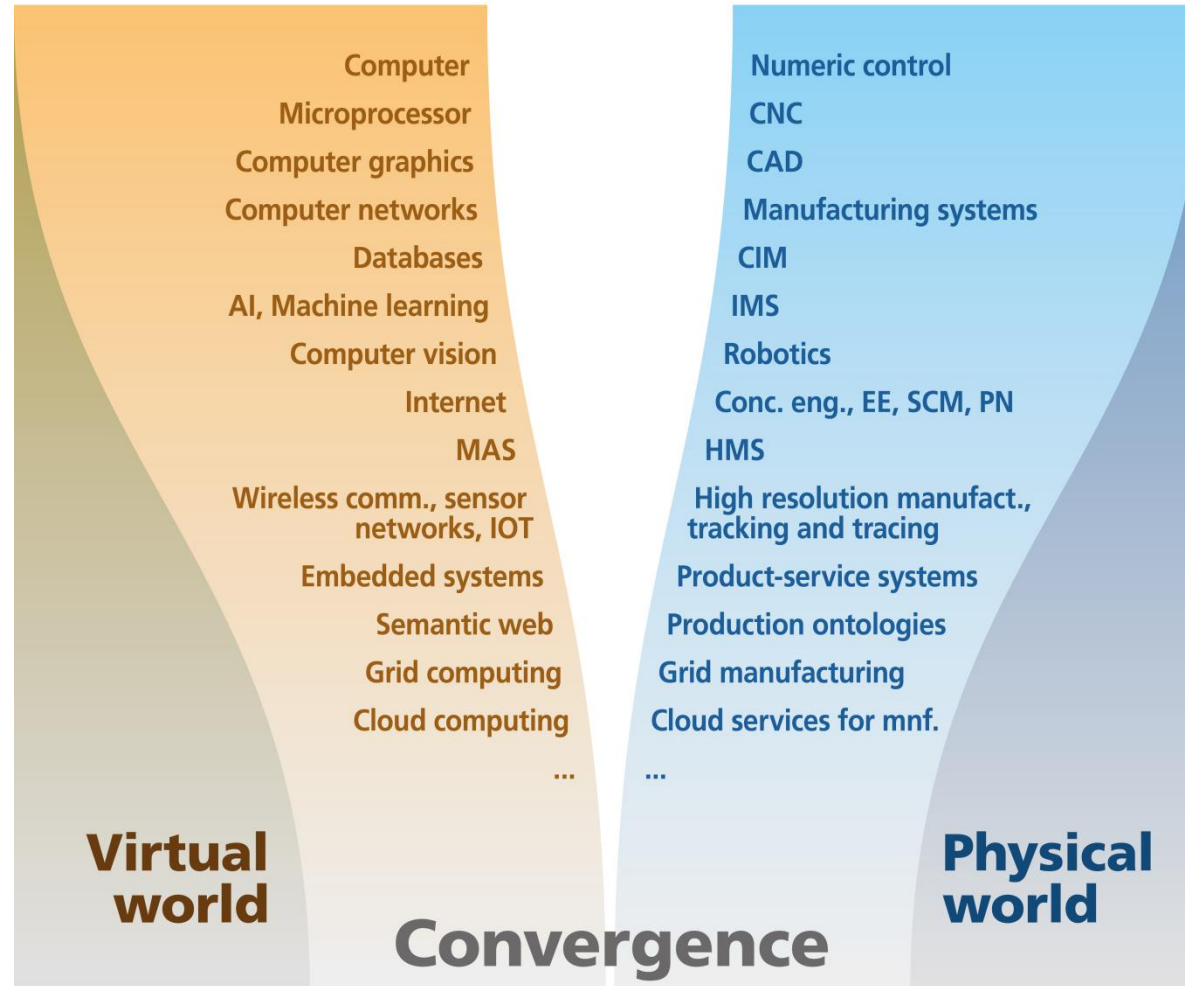 Computer
Microprocessor
Computer graphics
Computer networks
Databases
AI, Machine learning
Computer vision
Internet
MAS
Wireless comm., sensor
networks, IOT
Embedded systems
Semantic web
Grid computing
Cloud computing
...
Virtual
world
Numeric control
CNC
CAD
Manufacturing systems
CIM
IMS
Robotics
Conc. eng., EE, SCM, PN
HMS
High resolution manufact.,
tracking and tracing
Product-service systems
Production ontologies
Grid manufacturing
Cloud services for mnf.
...
Physical
world
Convergence